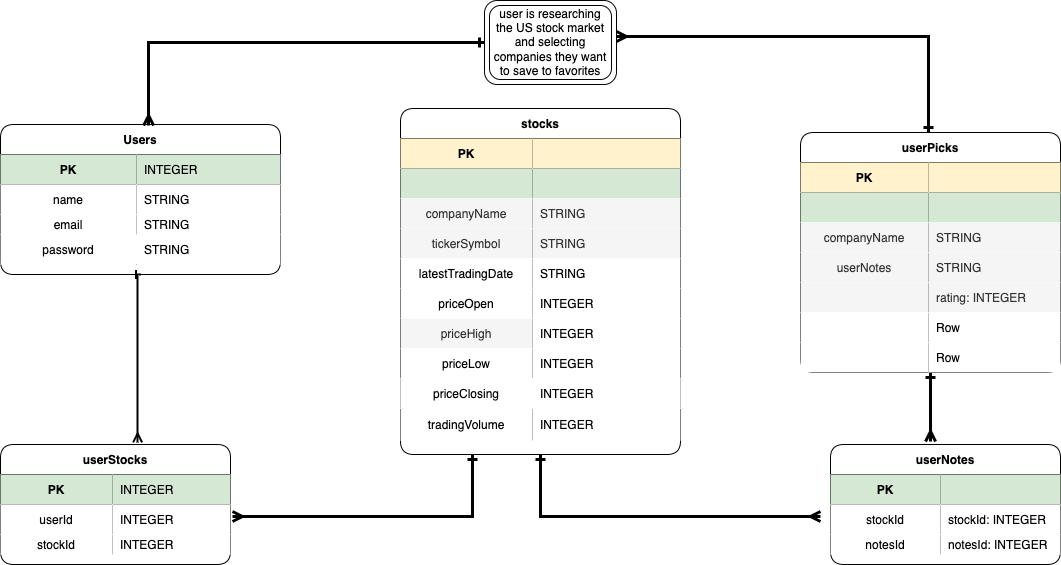 user is researching
the US stock market
and selecting
companies they want
to save to favorites
Users
PK INTEGER
name STRING
email STRING
password STRING
stocks
PK
companyName STRING
tickerSymbol STRING
latestTradingDate STRING
priceOpen INTEGER
priceHigh INTEGER
priceLow INTEGER
priceClosing INTEGER
tradingVolume INTEGER
userPicks
PK
companyName STRING
userNotes STRING
rating: INTEGER
Row
Row
userStocks
PK INTEGER
userId INTEGER
stockId INTEGER
userNotes
PK
stockId stockId: INTEGER
notesId notesId: INTEGER